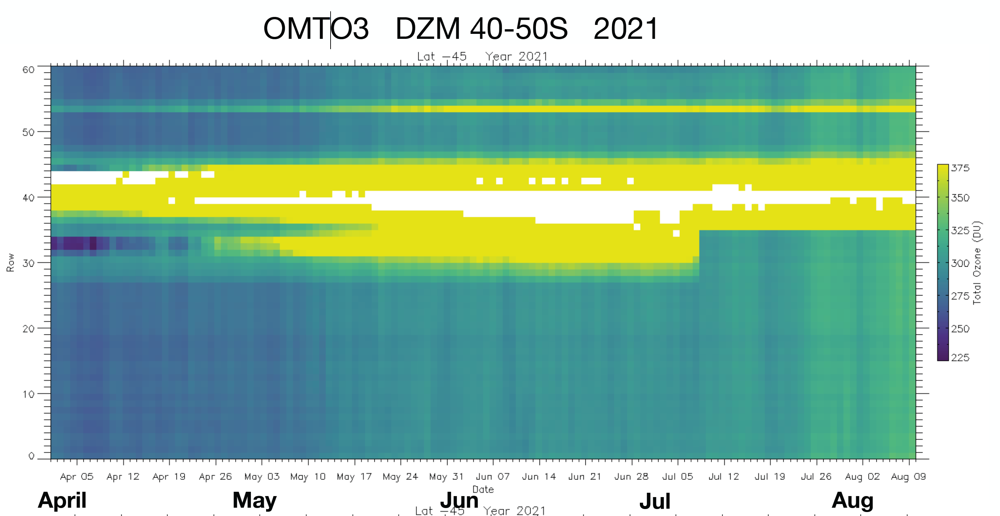 OMTO3 DZM 40-50S 2021
Lat -45 Year 2021
60
50
40
30
20
10
0
Row
375
350
325
300
275
250
225
Total Ozone (DU)
Apr 05 Apr 12 Apr 19 Apr 26 May 03 May 10 May 17 May 24 May 31 Jun 07 Jun 14 Jun 21 Jun 28 Jul 05 Jul 12 Jul 19 Jul 26 Aug 02 Aug 09
Date
April May Jun Jul Aug
Lat -45 Year 2021